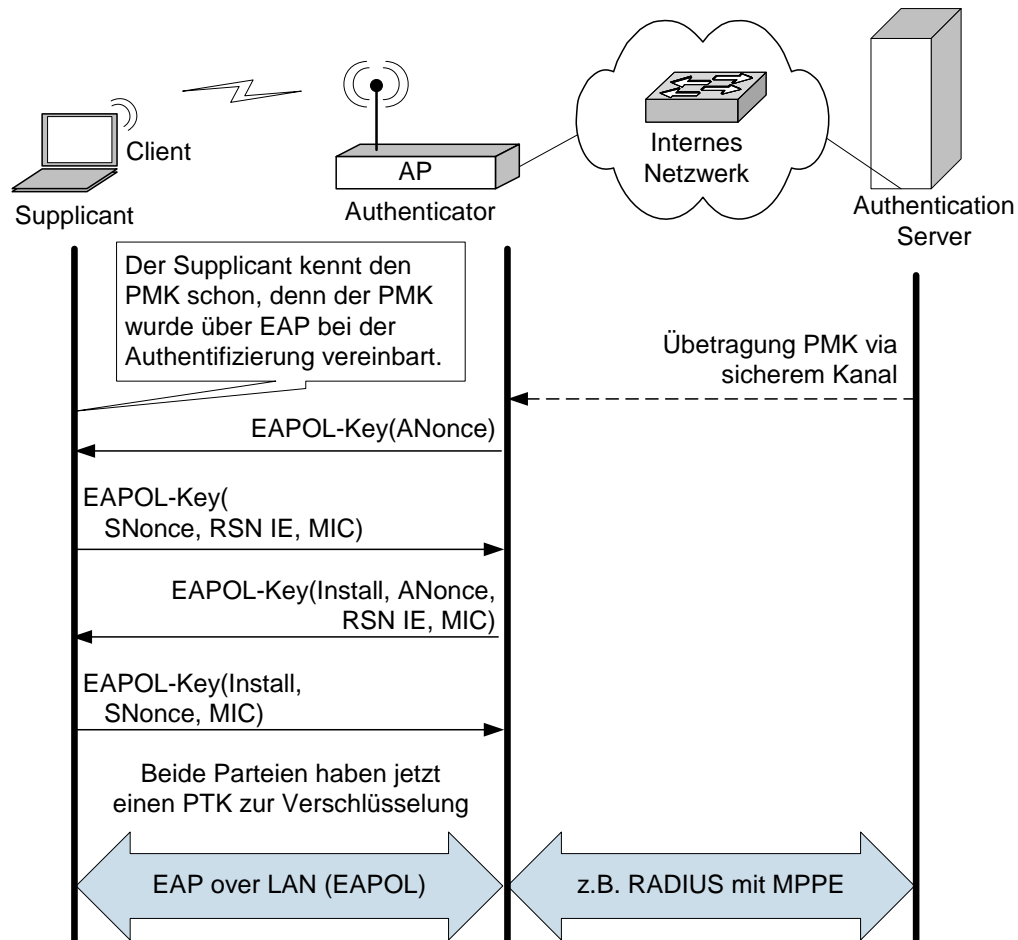 Client
Supplicant
AP
Authenticator
Internes
Netzwerk
Authentication
Server
Der Supplicant kennt den
PMK schon, denn der PMK
wurde über EAP bei der
Authentifizierung vereinbart.
Übetragung PMK via
sicherem Kanal
EAPOL-Key(ANonce)
EAPOL-Key(
SNonce, RSN IE, MIC)
EAPOL-Key(Install, ANonce,
RSN IE, MIC)
EAPOL-Key(Install,
SNonce, MIC)
Beide Parteien haben jetzt
einen PTK zur Verschlüsselung
EAP over LAN (EAPOL)
z.B. RADIUS mit MPPE